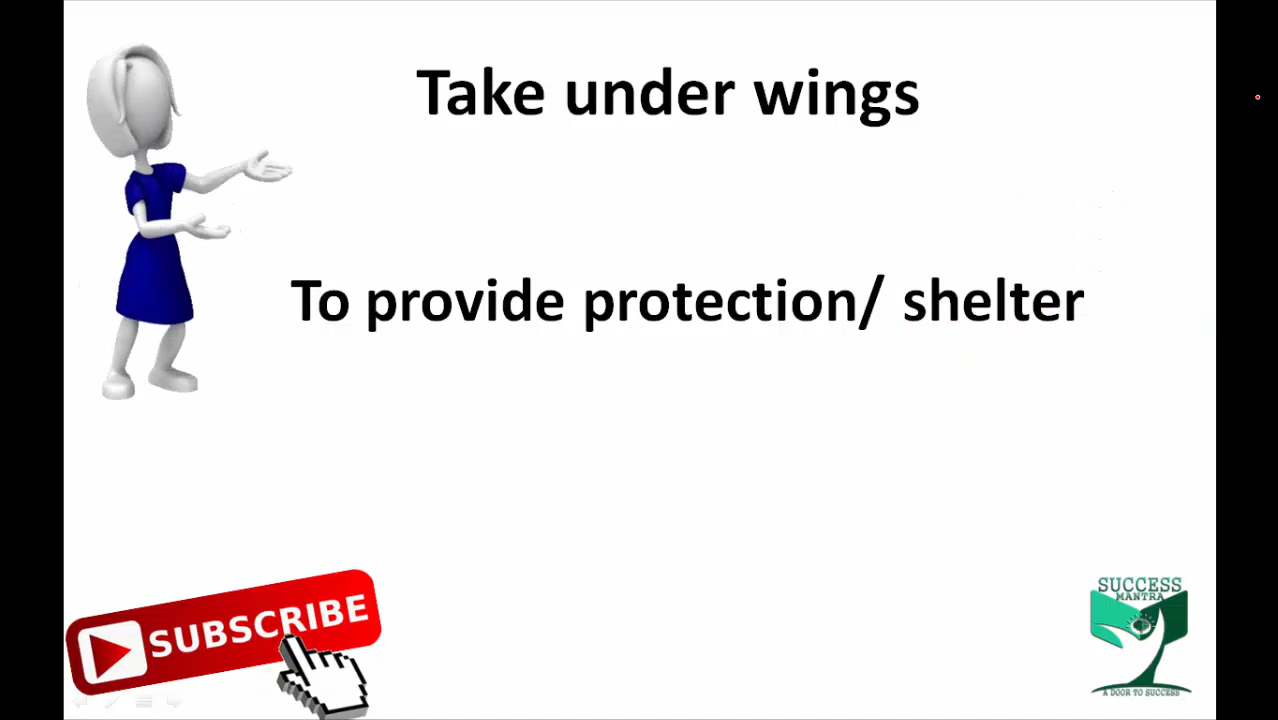 Take under wings
To provide protection/ shelter
SUBSCRIBE
SUCCESS
MANTRA
A DOOR TO SUCCESS